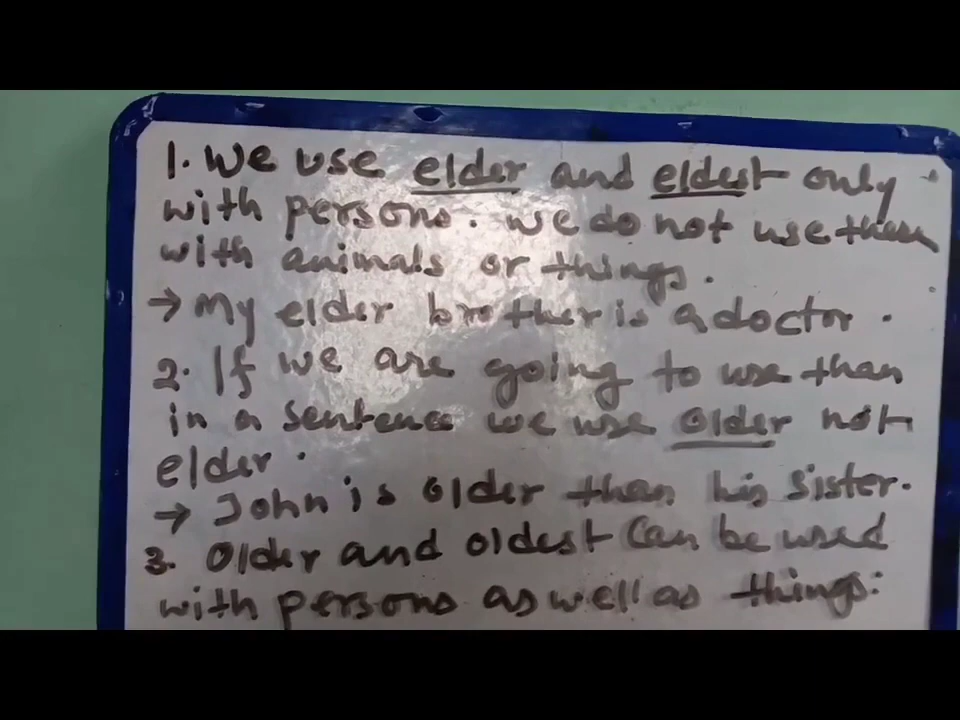 1. We use elder and eldest only
with persons. we do not use them
with animals or things.
→ My elder brother is a doctor.
2. If we are going to use than
in a sentence we use older not
elder.
→ John is older than his sister.
3. Older and oldest can be used
with persons as well as things: